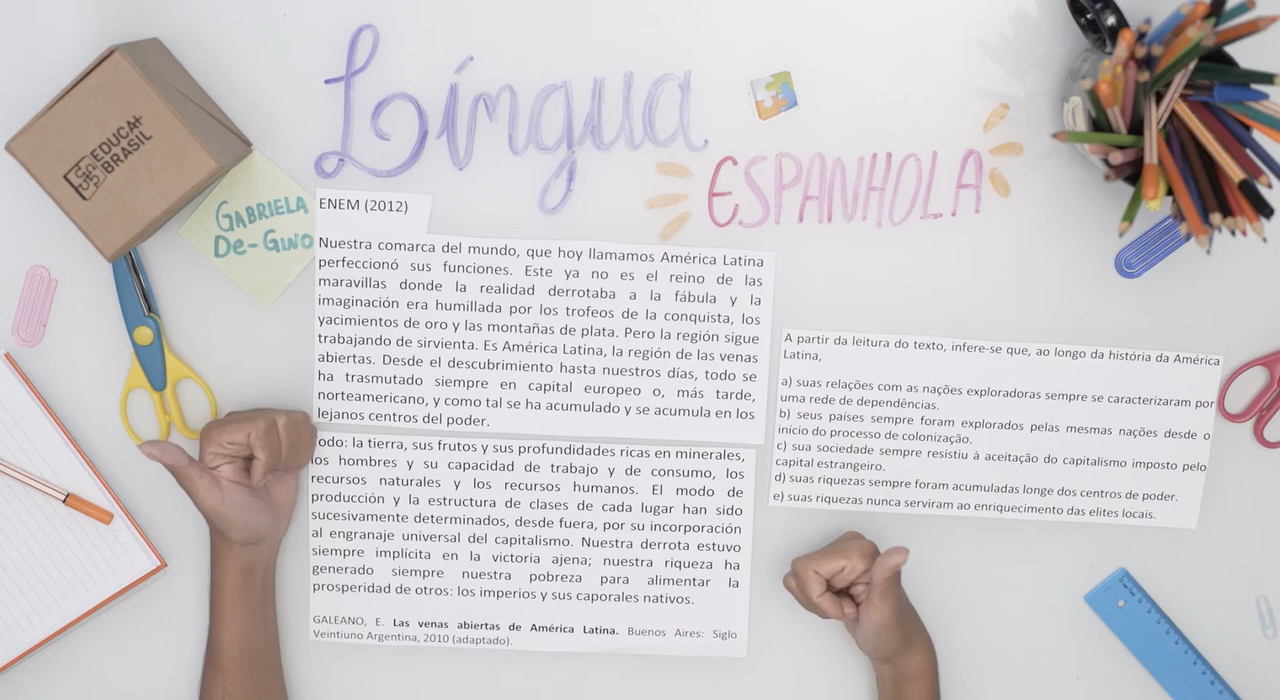 Língua
ESPANHOLA
EDUCA+
BRASIL
GABRIELA
De-GINO
ENEM (2012)
Nuestra comarca del mundo, que hoy llamamos América Latina
perfeccionó sus funciones. Este ya no es el reino de las
maravillas donde la realidad derrotaba a la fábula y la
imaginación era humillada por los trofeos de la conquista, los
yacimientos de oro y las montañas de plata. Pero la región sigue
trabajando de sirvienta. Es América Latina, la región de las venas
abiertas. Desde el descubrimiento hasta nuestros días, todo se
ha trasmutado siempre en capital europeo o, más tarde,
norteamericano, y como tal se ha acumulado y se acumula en los
lejanos centros del poder.
odo: la tierra, sus frutos y sus profundidades ricas en minerales,
los hombres y su capacidad de trabajo y de consumo, los
recursos naturales y los recursos humanos. El modo de
producción y la estructura de clases de cada lugar han sido
sucesivamente determinados, desde fuera, por su incorporación
al engranaje universal del capitalismo. Nuestra derrota estuvo
siempre implícita en la victoria ajena; nuestra riqueza ha
generado siempre nuestra pobreza para alimentar la
prosperidad de otros: los imperios y sus caporales nativos.
GALEANO, E. Las venas abiertas de América Latina. Buenos Aires: Siglo
Veintiuno Argentina, 2010 (adaptado).
A partir da leitura do texto, infere-se que, ao longo da história da América
Latina,
a) suas relações com as nações exploradoras sempre se caracterizaram por
uma rede de dependências.
b) seus países sempre foram explorados pelas mesmas nações desde o
início do processo de colonização.
c) sua sociedade sempre resistiu à aceitação do capitalismo imposto pelo
capital estrangeiro.
d) suas riquezas sempre foram acumuladas longe dos centros de poder.
e) suas riquezas nunca serviram ao enriquecimento das elites locais.